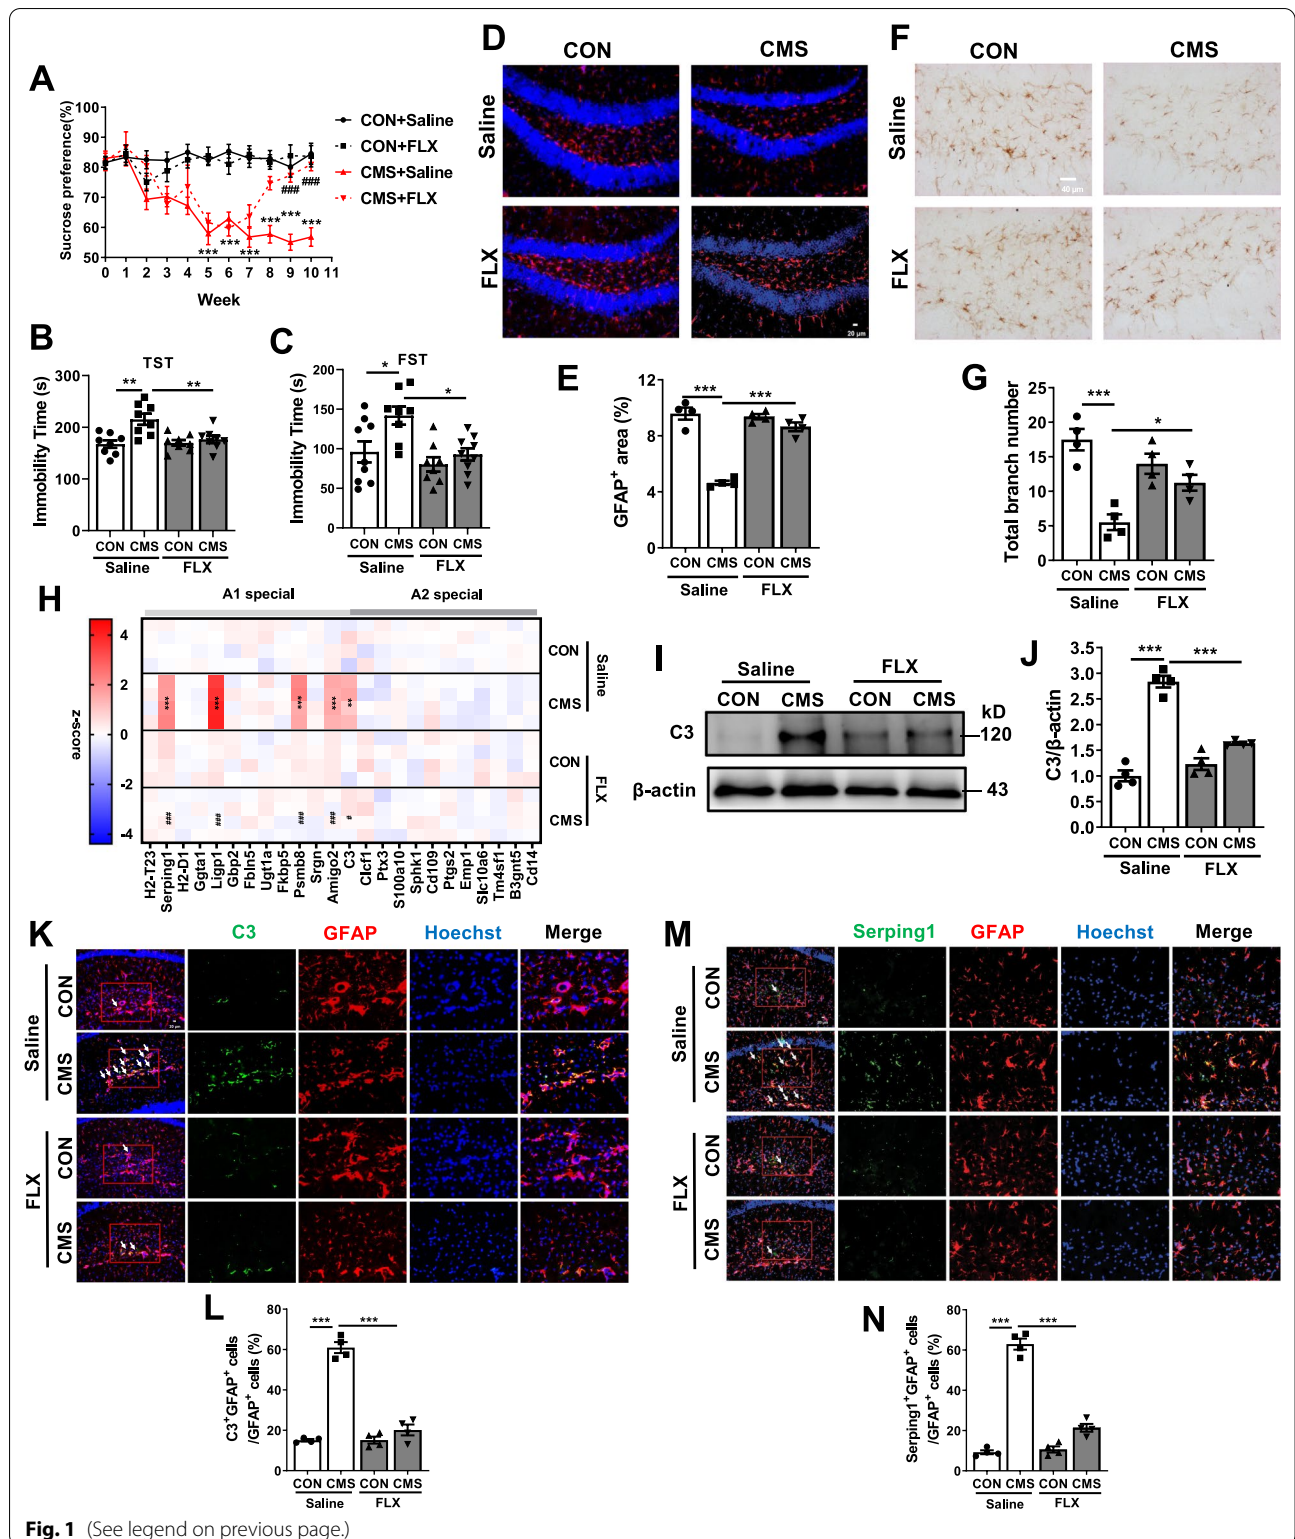 A
Sucrose preference(%)
100
90
80
70
60
50
0 1 2 3 4 5 6 7 8 9 10 11
Week
*** *** *** *** *** ***
### ###
CON+Saline
CON+FLX
CMS+Saline
CMS+FLX
B
TST
Immobility Time (s)
300
200
100
0
** **
CON CMS CON CMS
Saline FLX
C
FST
Immobility Time (s)
200
150
100
50
0
* *
CON CMS CON CMS
Saline FLX
D
CON CMS
Saline
FLX
20 μm
E
GFAP+ area (%)
12
8
4
0
*** ***
CON CMS CON CMS
Saline FLX
F
CON CMS
Saline
FLX
40 μm
G
Total branch number
25
20
15
10
5
0
*** *
CON CMS CON CMS
Saline FLX
H
A1 special A2 special
z-score
4
2
0
-2
-4
CON
CMS
Saline
CON
CMS
FLX
*** *** *** *** **
### ### ### ### #
H2-T23
Serping1
H2-D1
Ggta1
Ligp1
Gbp2
Fbln5
Ugt1a
Fkbp5
Psmb8
Srgn
Amigo2
C3
Clcf1
Ptx3
S100a10
Sphk1
Cd109
Ptgs2
Emp1
Slc10a6
Tm4sf1
B3gnt5
Cd14
I
Saline FLX
CON CMS CON CMS
kD
C3 120
β-actin 43
J
C3/β-actin
3.5
3.0
2.5
2.0
1.5
1.0
0.5
0.0
*** ***
CON CMS CON CMS
Saline FLX
K
C3 GFAP Hoechst Merge
Saline
CON
CMS
FLX
CON
CMS
20 μm
L
C3+GFAP+ cells
/GFAP+ cells (%)
80
60
40
20
0
*** ***
CON CMS CON CMS
Saline FLX
M
Serping1 GFAP Hoechst Merge
Saline
CON
CMS
FLX
CON
CMS
N
Serping1+GFAP+ cells
/GFAP+ cells (%)
80
60
40
20
0
*** ***
CON CMS CON CMS
Saline FLX
Fig. 1 (See legend on previous page.)